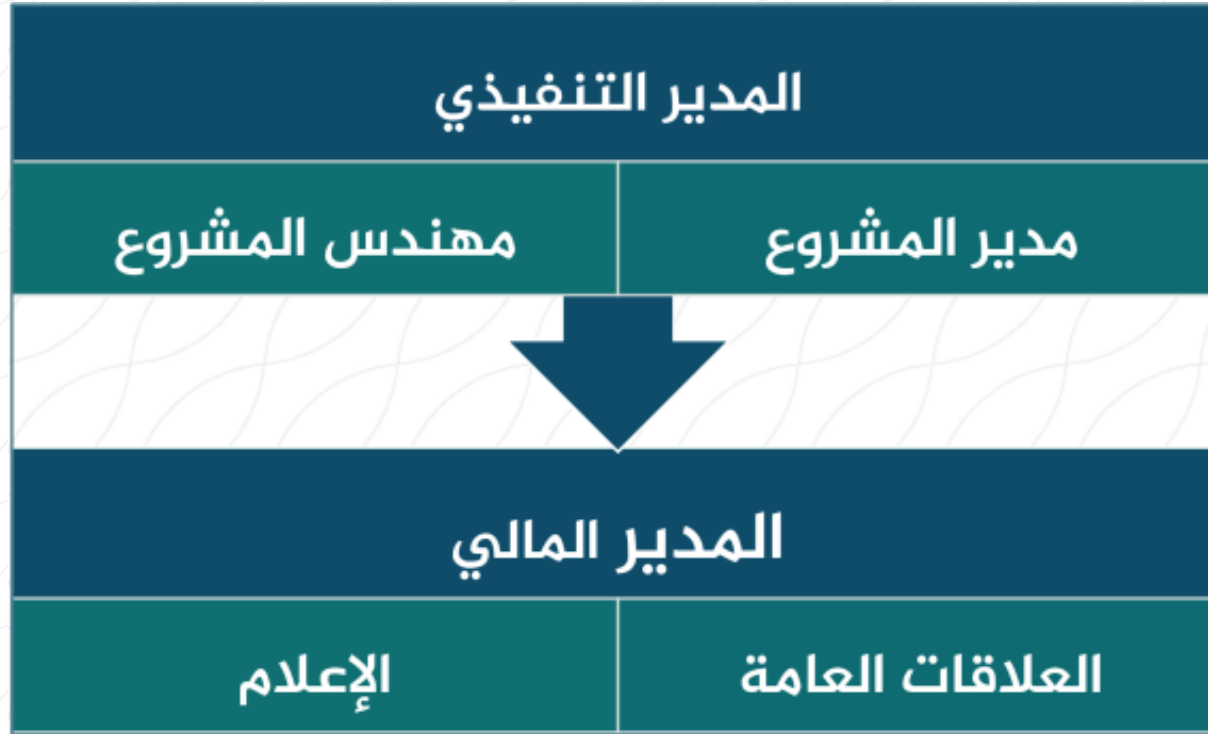 المدير التنفيذي
مدير المشروع
مهندس المشروع
المدير المالي
العلاقات العامة
الإعلام